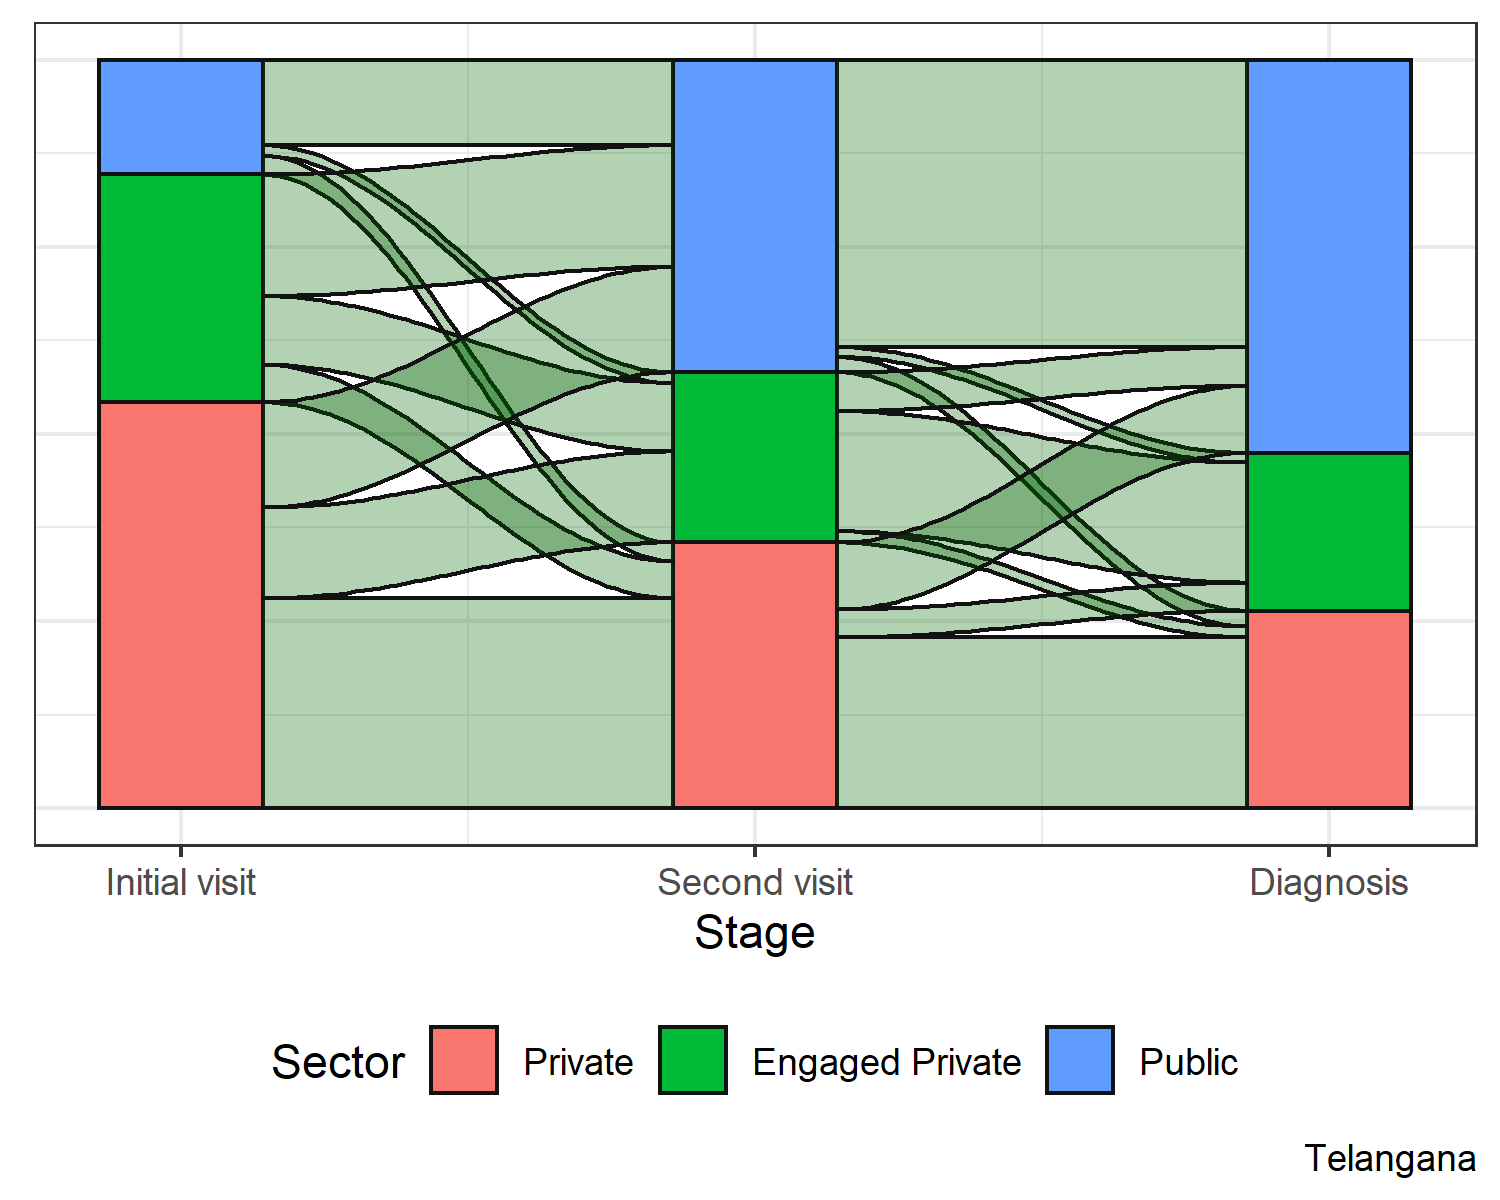 Initial visit Second visit Diagnosis
Stage
Sector Private Engaged Private Public
Telangana